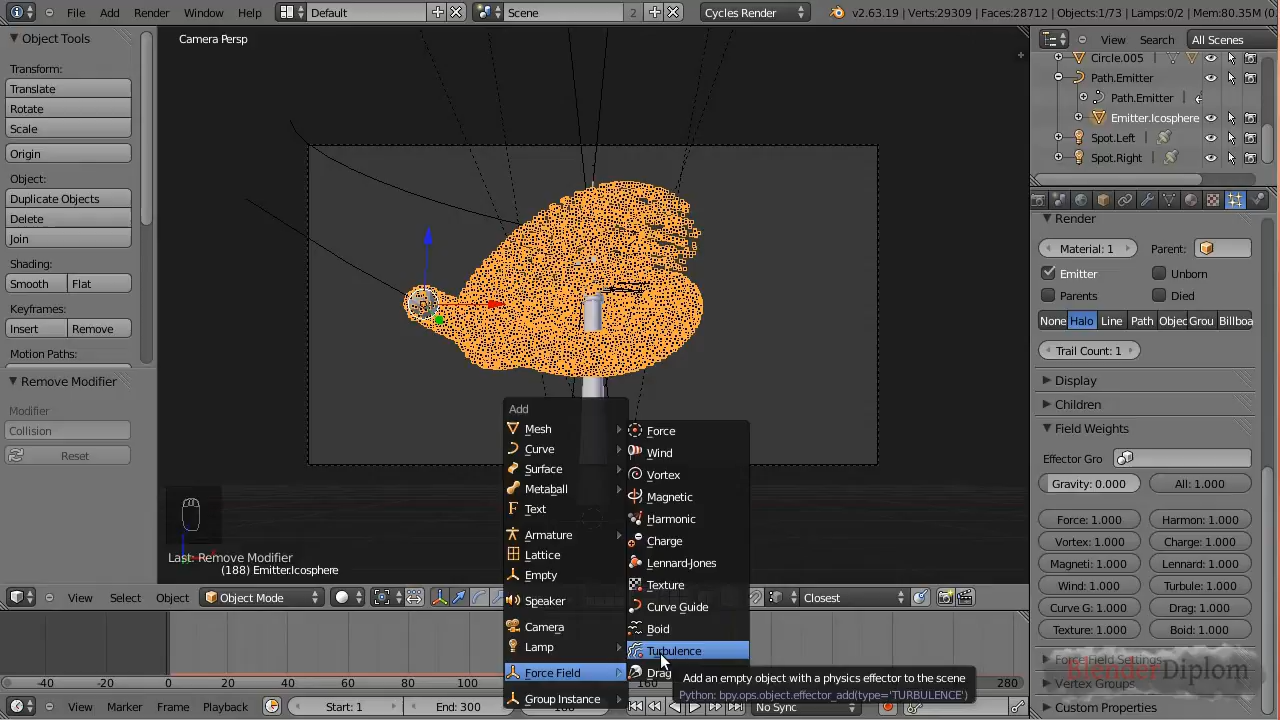 File Add Render Window Help
Default
Scene 2
Cycles Render
v2.63.19 | Verts:29309 | Faces:28712 | Objects:1/73 | Lamps:0/2 | Mem:80.35M
Object Tools
Transform:
Translate
Rotate
Scale
Origin
Object:
Duplicate Objects
Delete
Join
Shading:
Smooth Flat
Keyframes:
Insert Remove
Motion Paths:
Remove Modifier
Modifier
Collision
Reset
Camera Persp
Last: Remove Modifier
(188) Emitter.Icosphere
Add
Mesh
Curve
Surface
Metaball
Text
Armature
Lattice
Empty
Speaker
Camera
Lamp
Force Field
Group Instance
Force
Wind
Vortex
Magnetic
Harmonic
Charge
Lennard-Jones
Texture
Curve Guide
Boid
Turbulence
Drag
Add an empty object with a physics effector to the scene
Python: bpy.ops.object.effector_add(type='TURBULENCE')
View Search All Scenes
Circle.005
Path.Emitter
Path.Emitter
Emitter.Icosphere
Spot.Left
Spot.Right
Render
Material: 1 Parent:
Emitter Unborn
Parents Died
None Halo Line Path Objec Grou Billboa
Trail Count: 1
Display
Children
Field Weights
Effector Gro
Gravity: 0.000 All: 1.000
Force: 1.000 Harmon: 1.000
Vortex: 1.000 Charge: 1.000
Magneti: 1.000 Lennard: 1.000
Wind: 1.000 Turbule: 1.000
Curve G: 1.000 Drag: 1.000
Texture: 1.000 Boid: 1.000
Force Field Settings
Vertex Groups
Custom Properties
BlenderDiplom
View Select Object Object Mode Closest
-40 -20 0 20 40 60 80 260 280
View Marker Frame Playback Start: 1 End: 300 No Sync